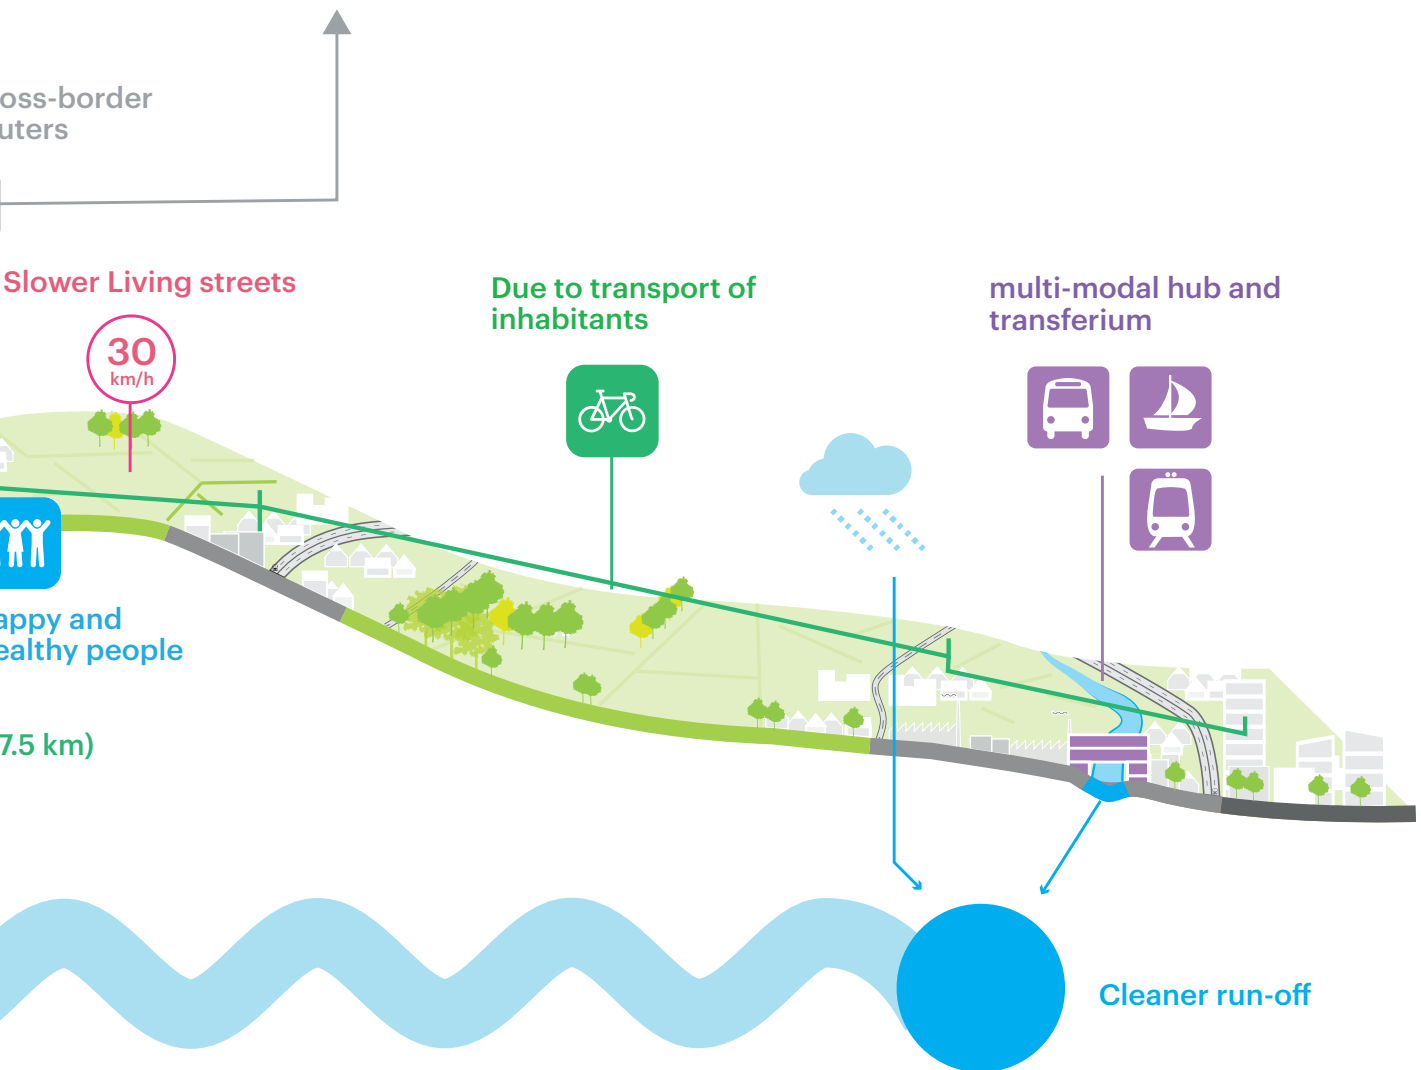 oss-border
uters
Slower Living streets
30
km/h
Due to transport of
inhabitants
multi-modal hub and
transferium
appy and
ealthy people
7.5 km)
Cleaner run-off